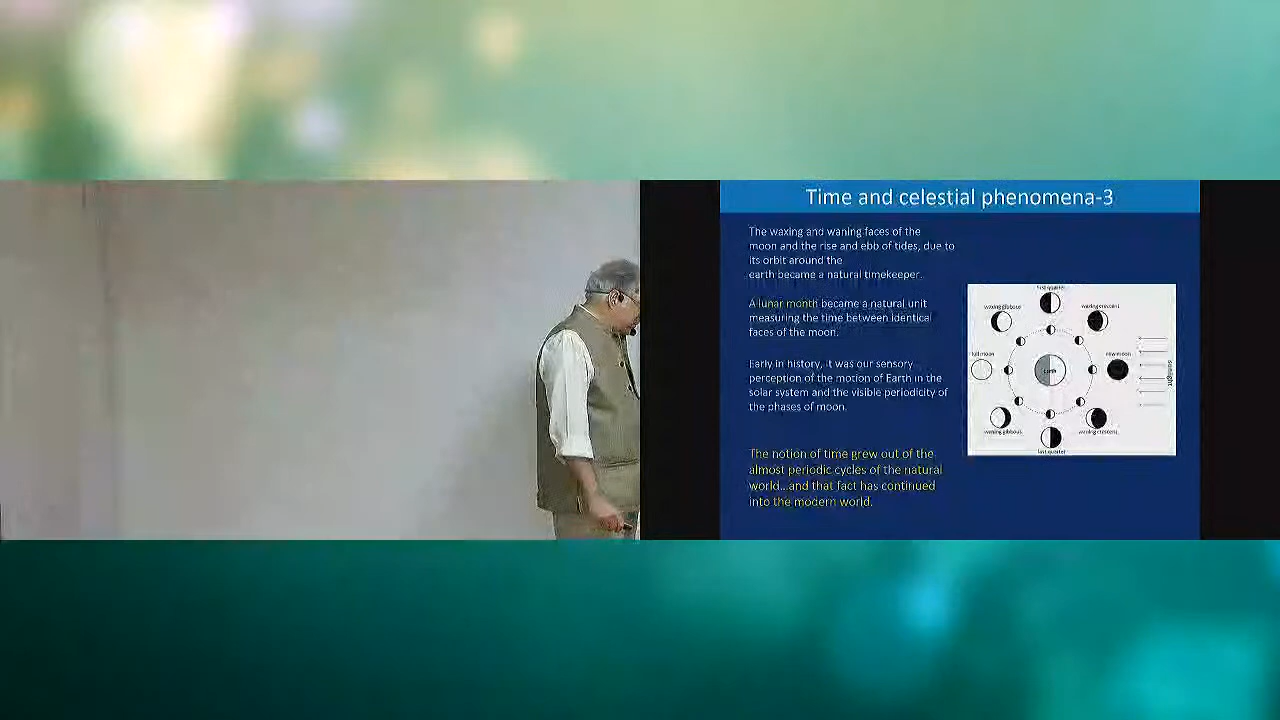 Time and celestial phenomena-3
The waxing and waning faces of the
moon and the rise and ebb of tides, due to
its orbit around the
earth became a natural timekeeper.
A lunar month became a natural unit
measuring the time between identical
faces of the moon.
Early in history, it was our sensory
perception of the motion of Earth in the
solar system and the visible periodicity of
the phases of moon.
The notion of time grew out of the
almost periodic cycles of the natural
world...and that fact has continued
into the modern world.
first quarter
waxing gibbous
waxing crescent
full moon
Earth
new moon
sunlight
waning gibbous
waning crescent
last quarter